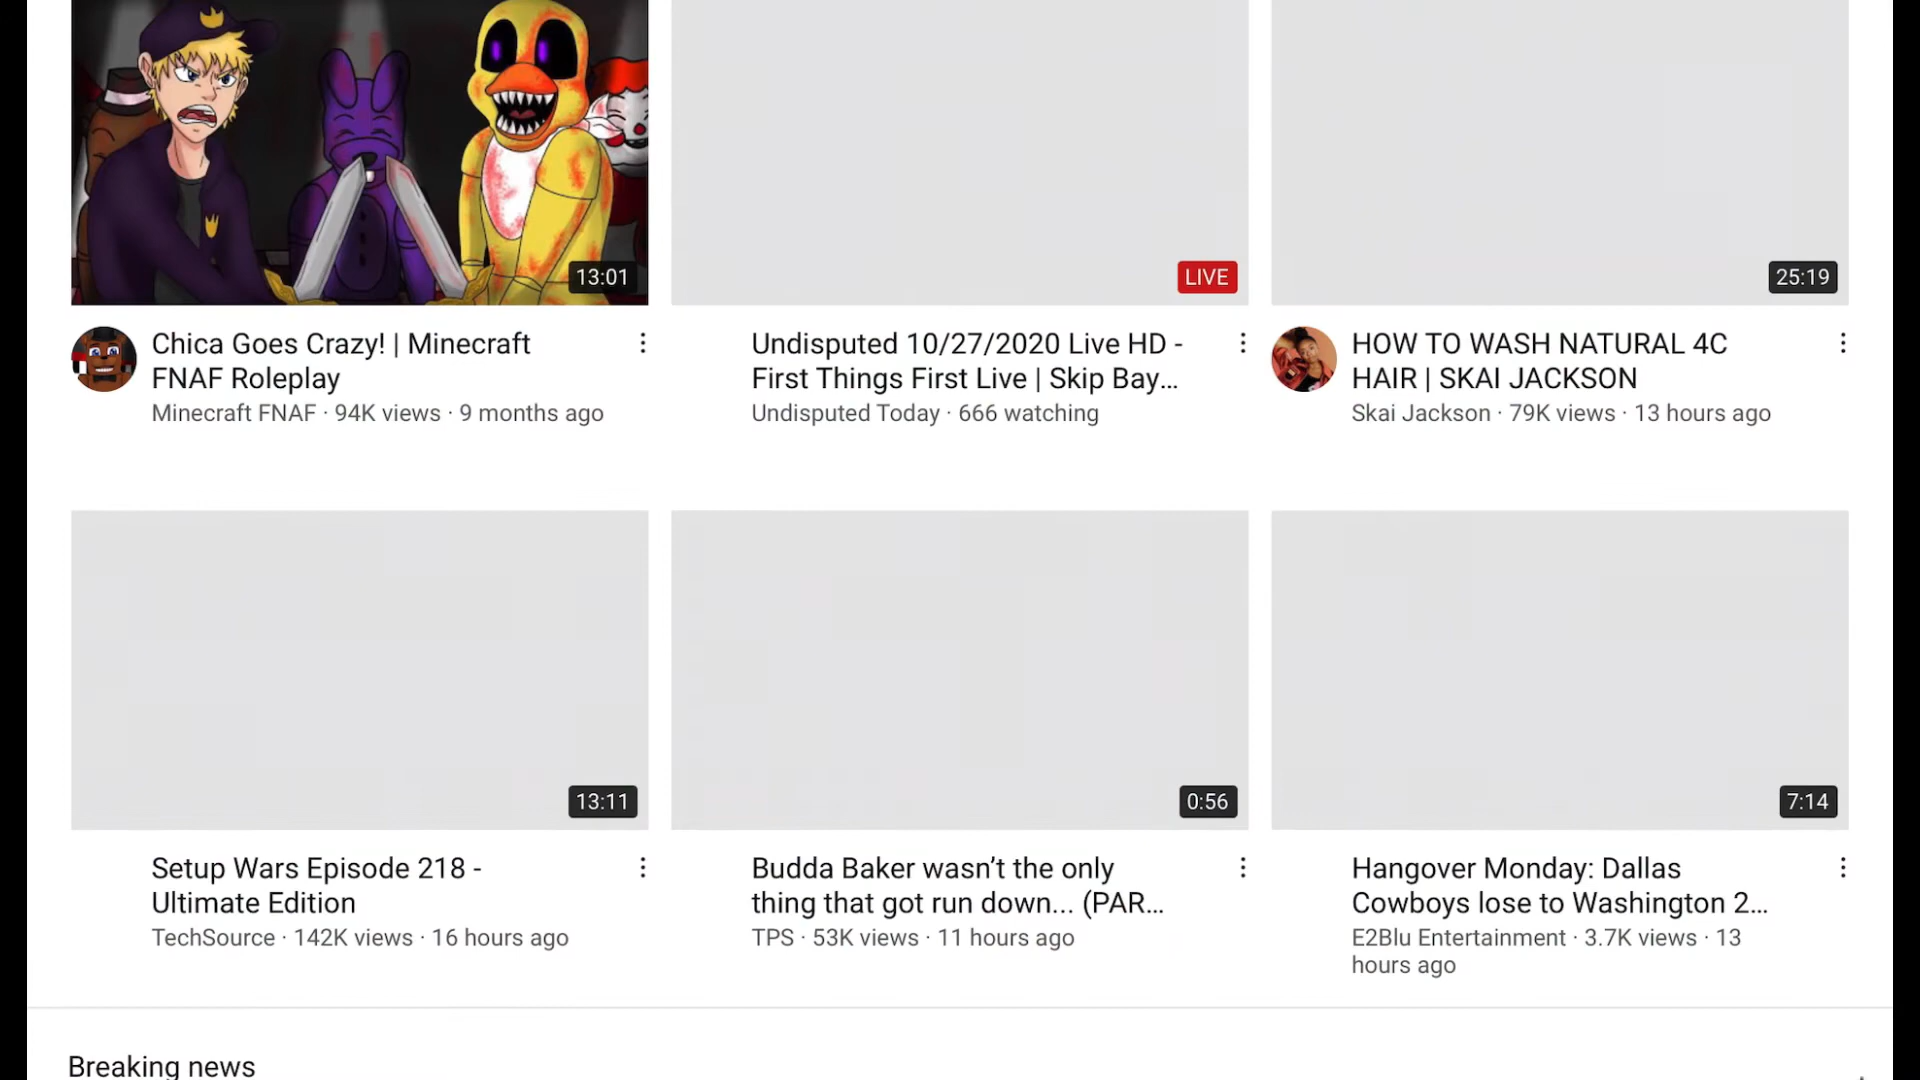 13:01
LIVE
25:19
Chica Goes Crazy! | Minecraft
FNAF Roleplay
Minecraft FNAF · 94K views · 9 months ago
Undisputed 10/27/2020 Live HD -
First Things First Live | Skip Bay...
Undisputed Today · 666 watching
HOW TO WASH NATURAL 4C
HAIR | SKAI JACKSON
Skai Jackson · 79K views · 13 hours ago
13:11
0:56
7:14
Setup Wars Episode 218 -
Ultimate Edition
TechSource · 142K views · 16 hours ago
Budda Baker wasn’t the only
thing that got run down... (PAR...
TPS · 53K views · 11 hours ago
Hangover Monday: Dallas
Cowboys lose to Washington 2...
E2Blu Entertainment · 3.7K views · 13
hours ago
Breaking news